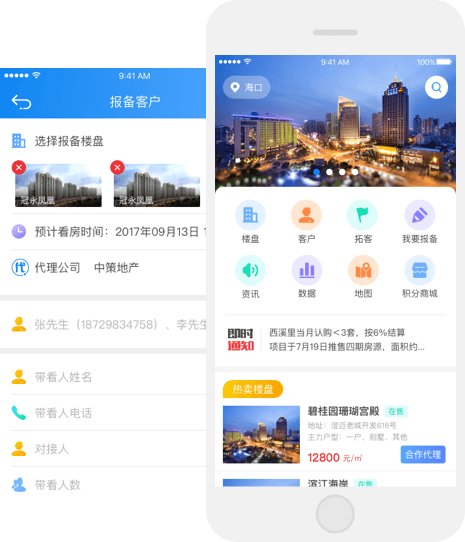 9:41 AM
报备客户
选择报备楼盘
冠永凤凰
冠永凤凰
预计看房时间：2017年09月13日 1
代理公司 中策地产
张先生（18729834758）、李先生
带看人姓名
带看人电话
对接人
带看人数
9:41 AM
100%
海口
楼盘
客户
拓客
我要报备
资讯
数据
地图
积分商城
即时
通知
西溪里当月认购＜3套，按6%结算
项目于7月19日推售四期房源，面积约...
热卖楼盘
碧桂园珊瑚宫殿 在售
地址：澄迈老城开发618号
主力户型：一户、别墅、其他
12800 元/㎡
合作代理
滨江海岸 在售